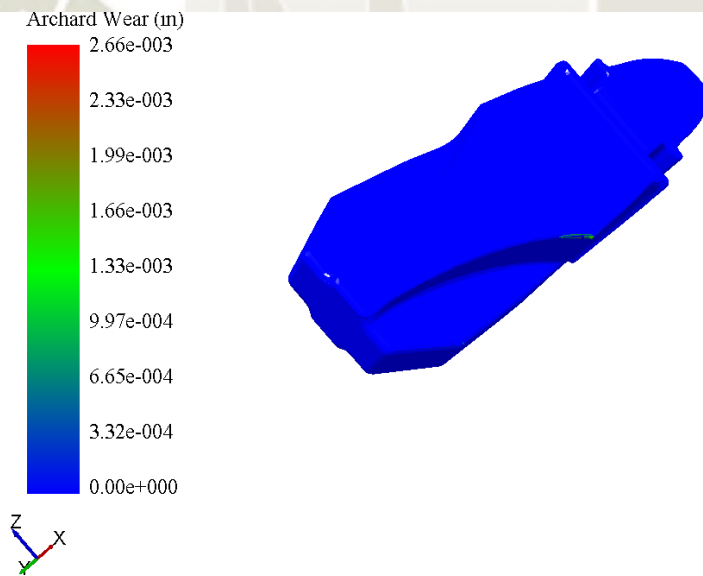 Archard Wear (in)
2.66e-003
2.33e-003
1.99e-003
1.66e-003
1.33e-003
9.97e-004
6.65e-004
3.32e-004
0.00e+000
Z
X
Y